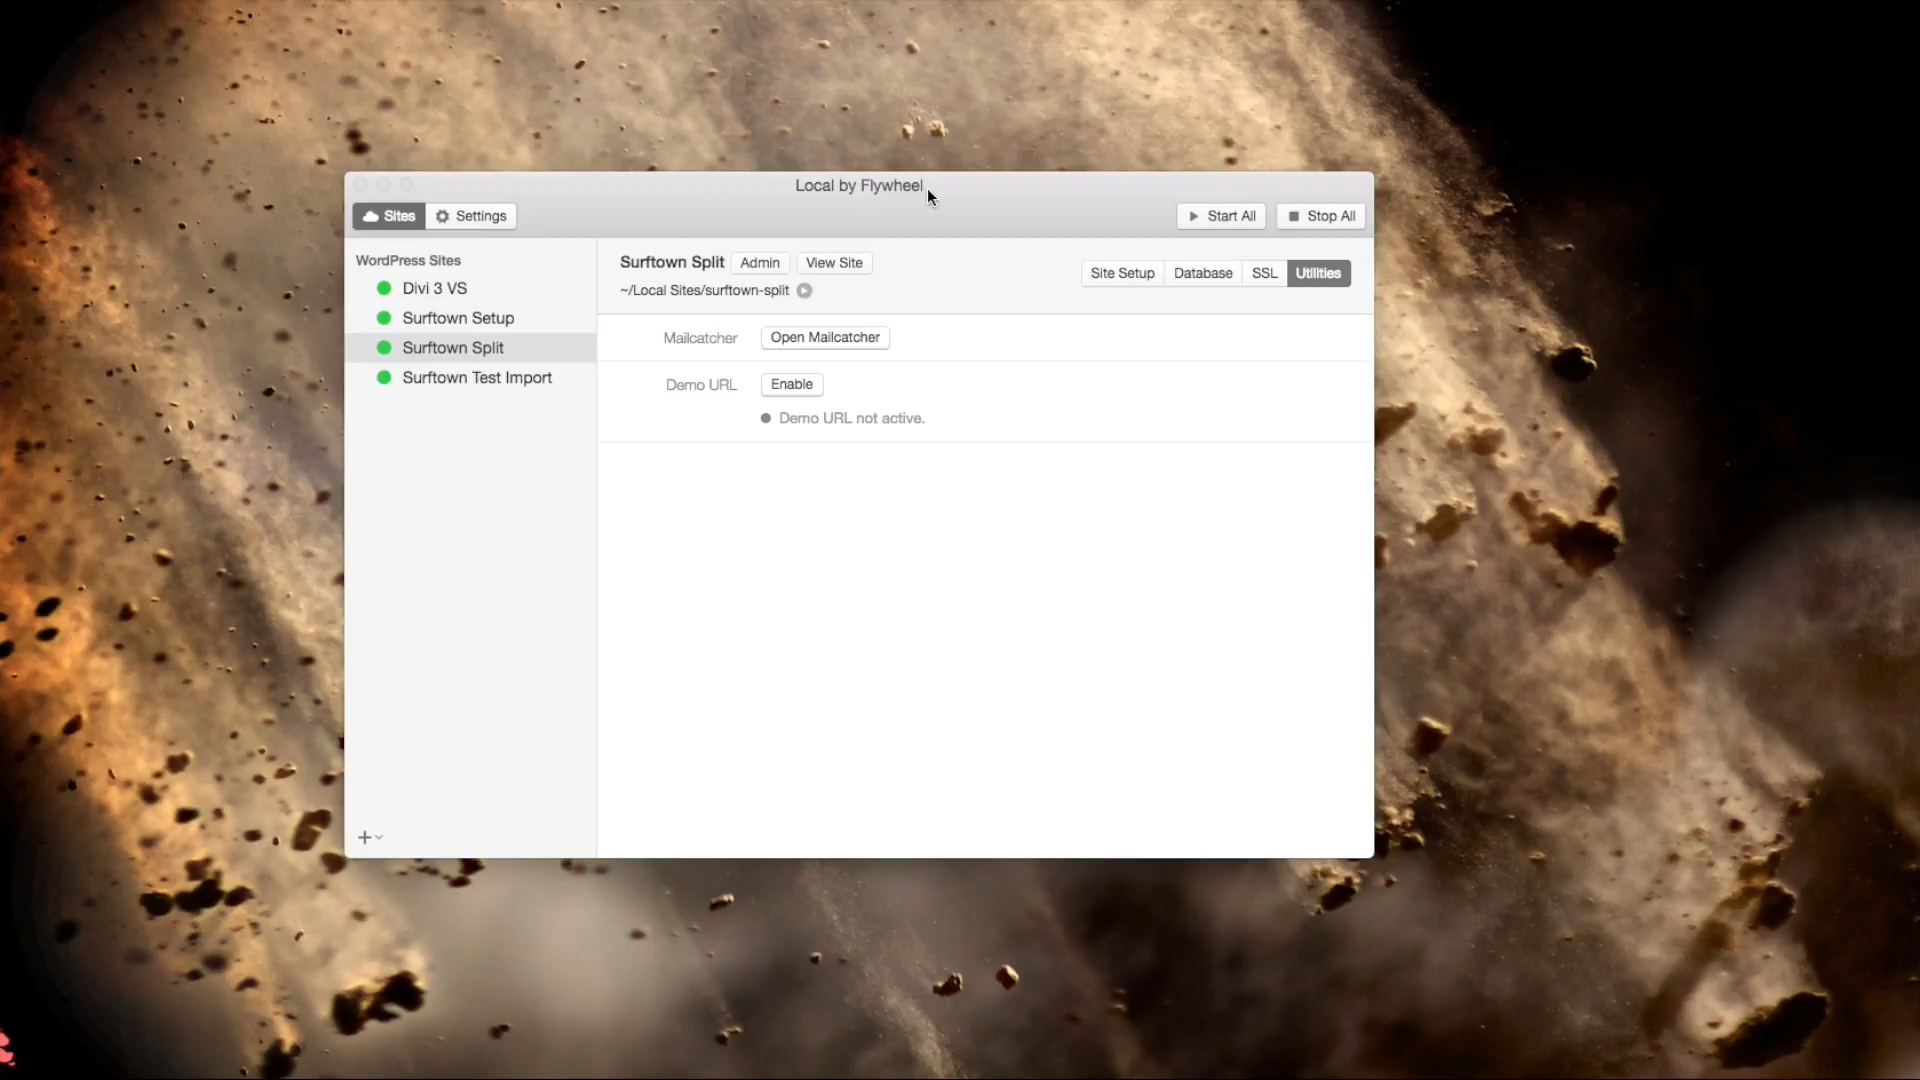 Local by Flywheel
Sites
Settings
Start All
Stop All
WordPress Sites
Divi 3 VS
Surftown Setup
Surftown Split
Surftown Test Import
Surftown Split
Admin
View Site
~/Local Sites/surftown-split
Site Setup
Database
SSL
Utilities
Mailcatcher
Open Mailcatcher
Demo URL
Enable
Demo URL not active.